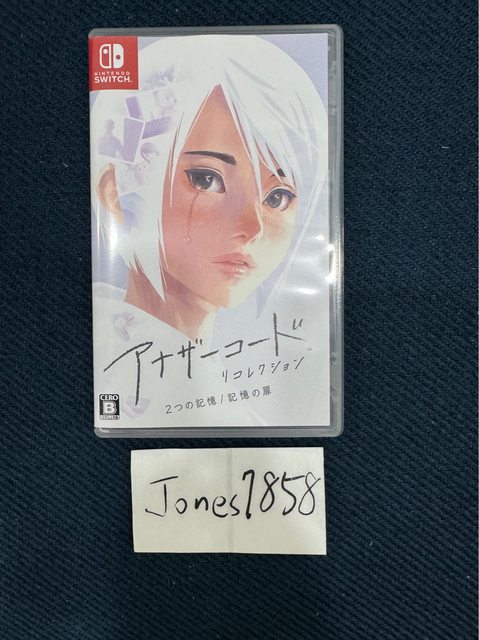 NINTENDO
SWITCH.
アナザーコード
リコレクション
2つの記憶/記憶の扉
CERO
B
Jones7858